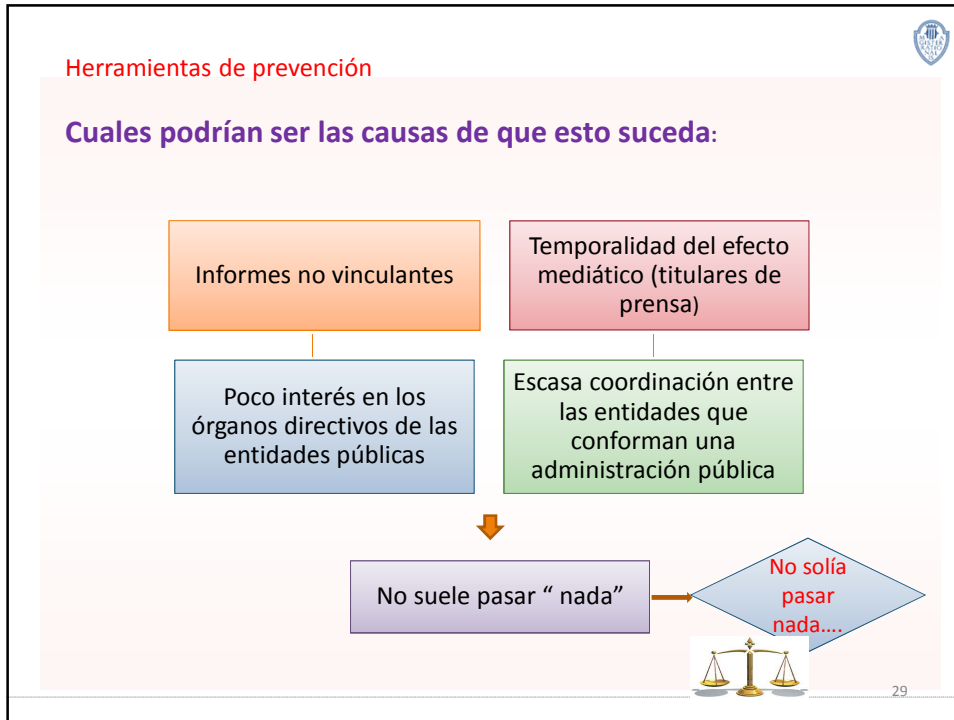 Herramientas de prevención
Cuales podrían ser las causas de que esto suceda:
Informes no vinculantes
Temporalidad del efecto
mediático (titulares de
prensa)
Poco interés en los
órganos directivos de las
entidades públicas
Escasa coordinación entre
las entidades que
conforman una
administración pública
No suele pasar “ nada”
No solía
pasar
nada....
29